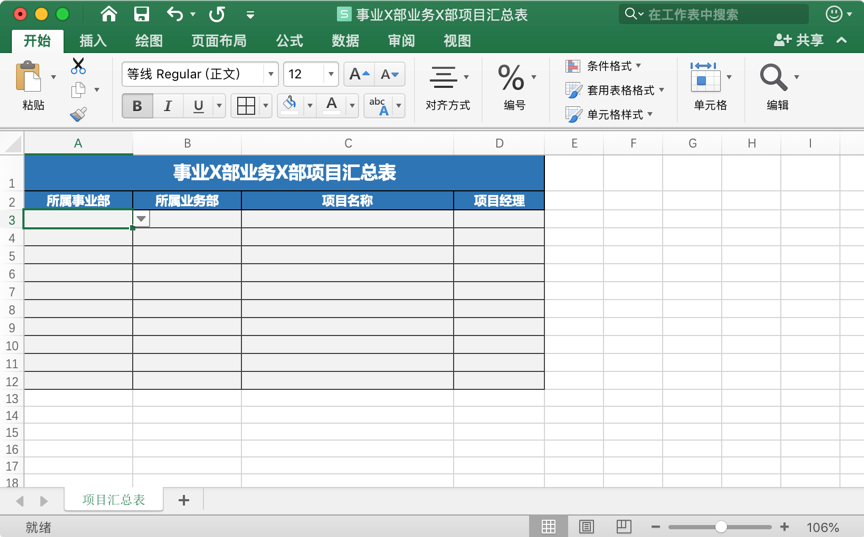 事业X部业务X部项目汇总表
在工作表中搜索
开始 插入 绘图 页面布局 公式 数据 审阅 视图 共享
粘贴
等线 Regular (正文) 12 A A
B I U A abc A
对齐方式
% 编号
条件格式
套用表格格式
单元格样式
单元格
编辑
A B C D E F G H I
1 事业X部业务X部项目汇总表
2 所属事业部 所属业务部 项目名称 项目经理
3
4
5
6
7
8
9
10
11
12
13
14
15
16
17
18
项目汇总表 +
就绪 106%